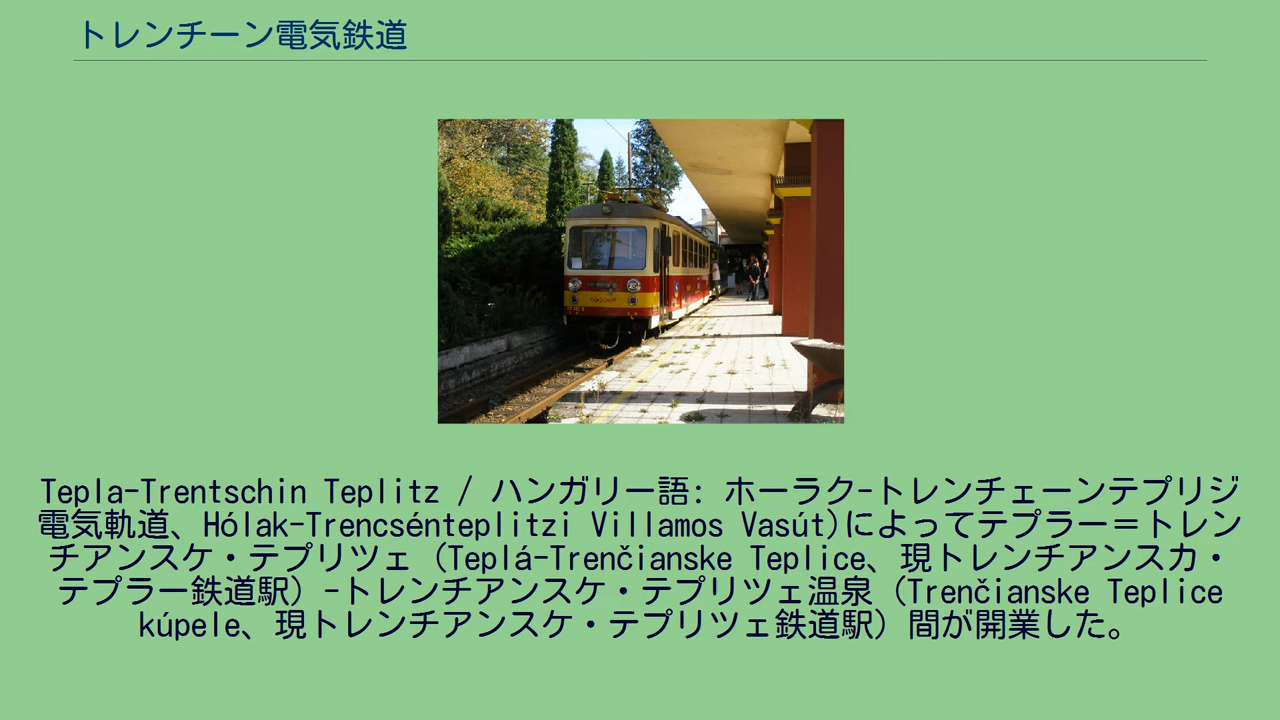 トレンチーン電気鉄道
Tepla-Trentschin Teplitz / ハンガリー語: ホーラク-トレンチェーンテプリジ
電気軌道、Hólak-Trencsénteplitzi Villamos Vasút)によってテプラー＝トレン
チアンスケ・テプリツェ (Teplá-Trenčianske Teplice、現トレンチアンスカ・
テプラー鉄道駅) -トレンチアンスケ・テプリツェ温泉 (Trenčianske Teplice
kúpele、現トレンチアンスケ・テプリツェ鉄道駅) 間が開業した。